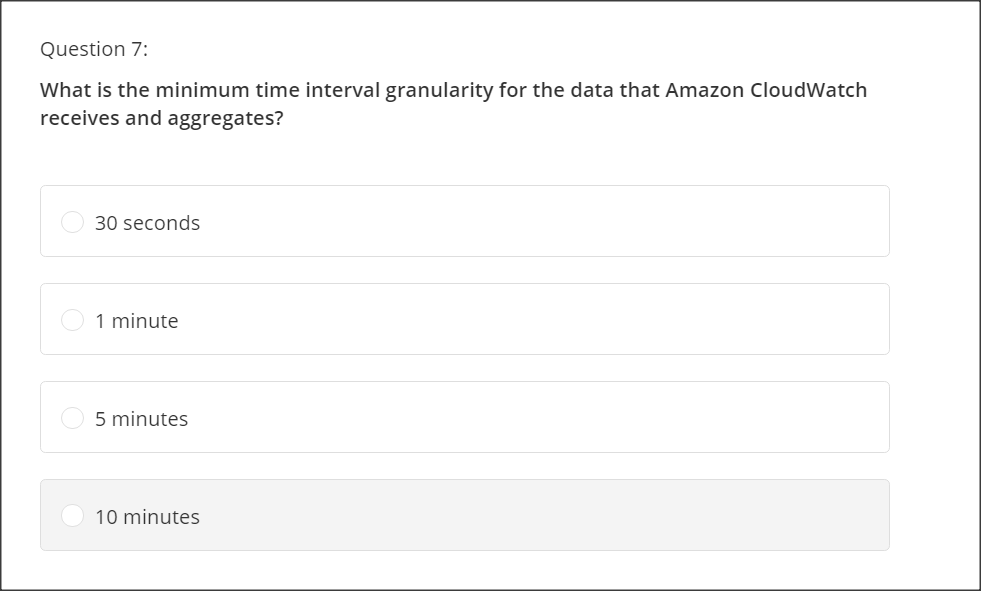 Question 7:
What is the minimum time interval granularity for the data that Amazon CloudWatch
receives and aggregates?
30 seconds
1 minute
5 minutes
10 minutes